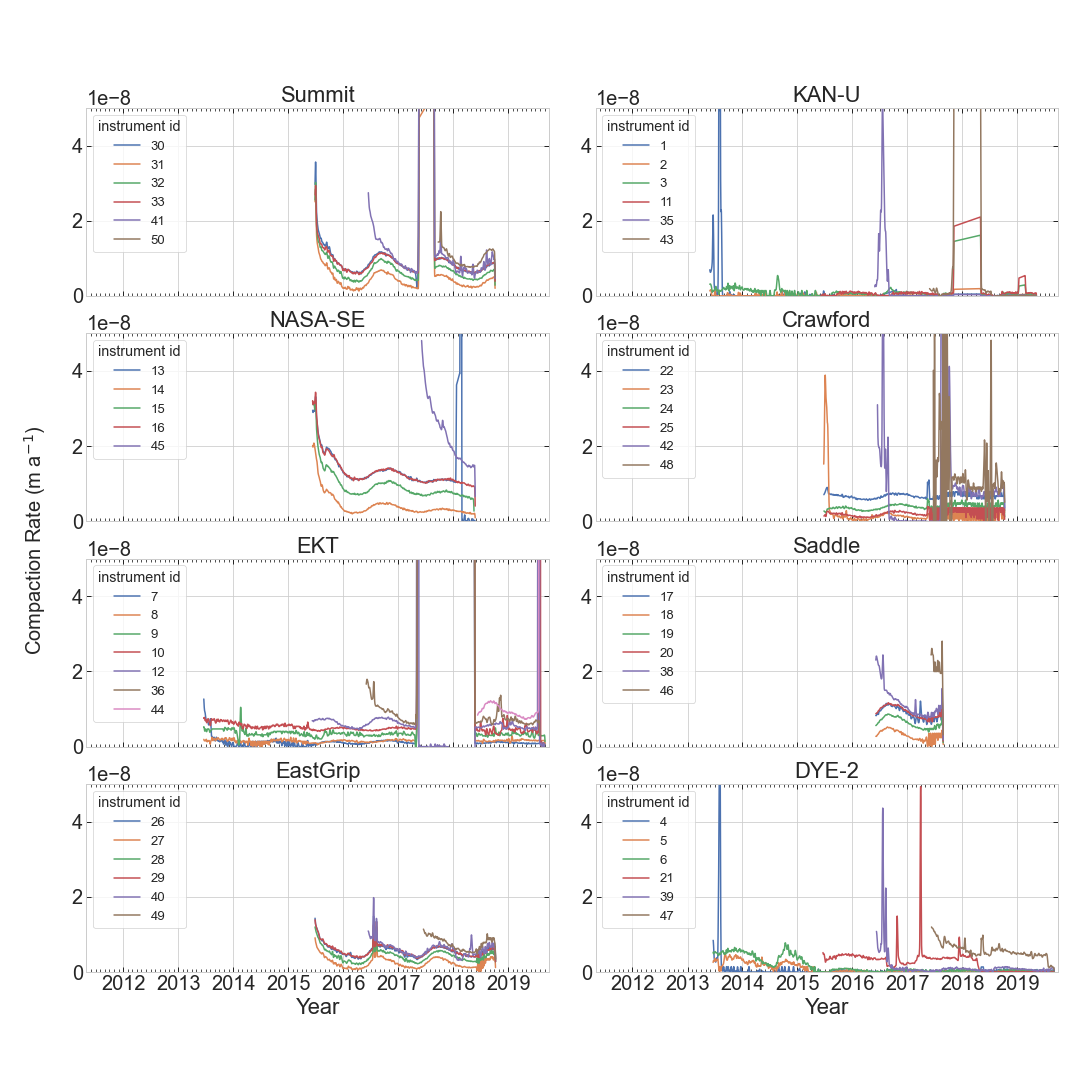 Summit
1e−8
instrument id
30
31
32
33
41
50
4
2
0
KAN-U
1e−8
instrument id
1
2
3
11
35
43
4
2
0
NASA-SE
1e−8
instrument id
13
14
15
16
45
4
2
0
Crawford
1e−8
instrument id
22
23
24
25
42
48
4
2
0
EKT
1e−8
instrument id
7
8
9
10
12
36
44
4
2
0
Saddle
1e−8
instrument id
17
18
19
20
38
46
4
2
0
EastGrip
1e−8
instrument id
26
27
28
29
40
49
4
2
0
2012 2013 2014 2015 2016 2017 2018 2019
Year
DYE-2
1e−8
instrument id
4
5
6
21
39
47
4
2
0
2012 2013 2014 2015 2016 2017 2018 2019
Year
Compaction Rate (m a⁻¹)